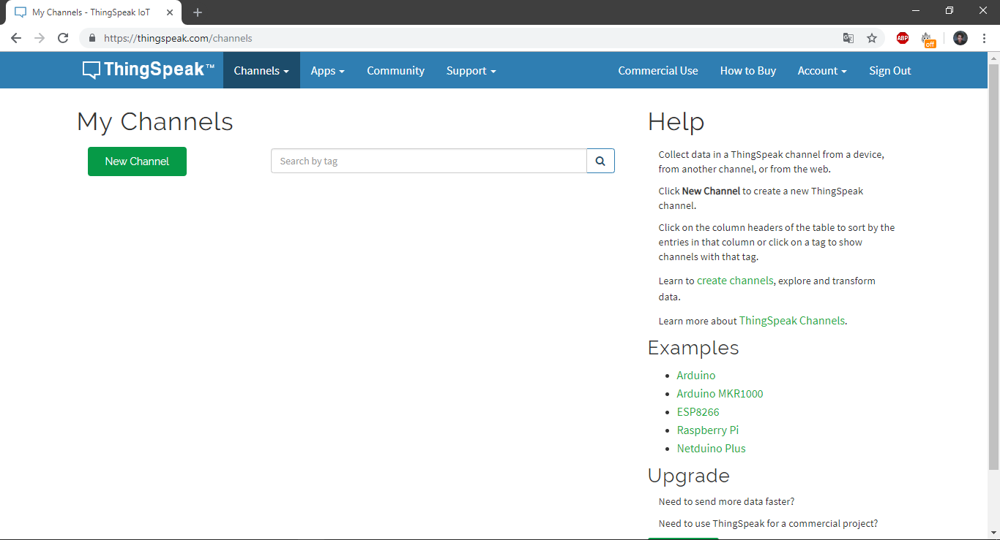 My Channels - ThingSpeak IoT
https://thingspeak.com/channels
ABP
off
ThingSpeak™
Channels
Apps
Community
Support
Commercial Use
How to Buy
Account
Sign Out
My Channels
New Channel
Search by tag
Help
Collect data in a ThingSpeak channel from a device,
from another channel, or from the web.
Click New Channel to create a new ThingSpeak
channel.
Click on the column headers of the table to sort by the
entries in that column or click on a tag to show
channels with that tag.
Learn to create channels, explore and transform
data.
Learn more about ThingSpeak Channels.
Examples
Arduino
Arduino MKR1000
ESP8266
Raspberry Pi
Netduino Plus
Upgrade
Need to send more data faster?
Need to use ThingSpeak for a commercial project?